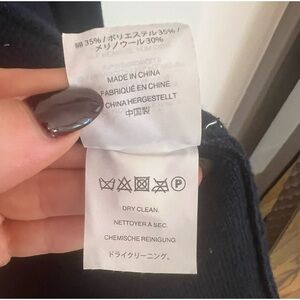 綿 35% / ポリエステル 35% /
メリノウール 30%
MADE IN CHINA
FABRIQUÉ EN CHINE
CHINA HERGESTELLT
中国製
DRY CLEAN.
NETTOYER A SEC.
CHEMISCHE REINIGUNG
ドライクリーニング。